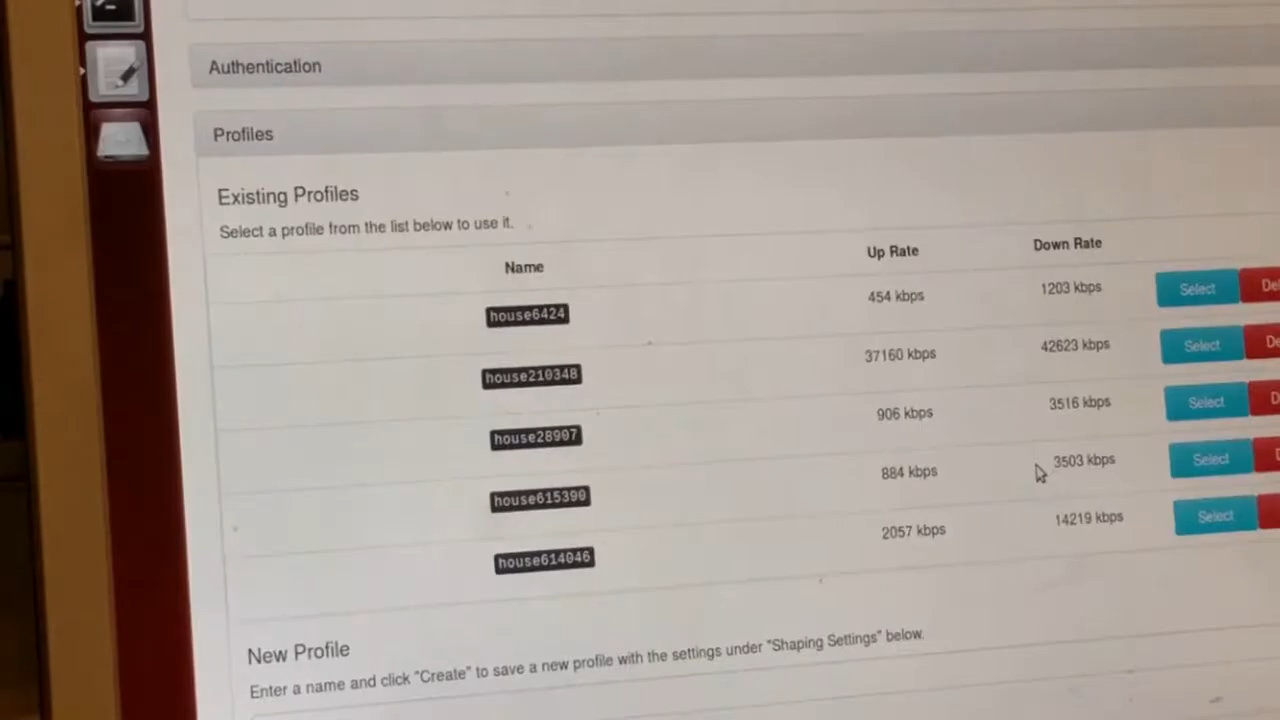 Authentication
Profiles
Existing Profiles
Select a profile from the list below to use it.
Name Up Rate Down Rate
house6424 454 kbps 1203 kbps Select
house210348 37160 kbps 42623 kbps Select
house28907 906 kbps 3516 kbps Select
house615390 884 kbps 3503 kbps Select
house614046 2057 kbps 14219 kbps Select
New Profile
Enter a name and click "Create" to save a new profile with the settings under "Shaping Settings" below.